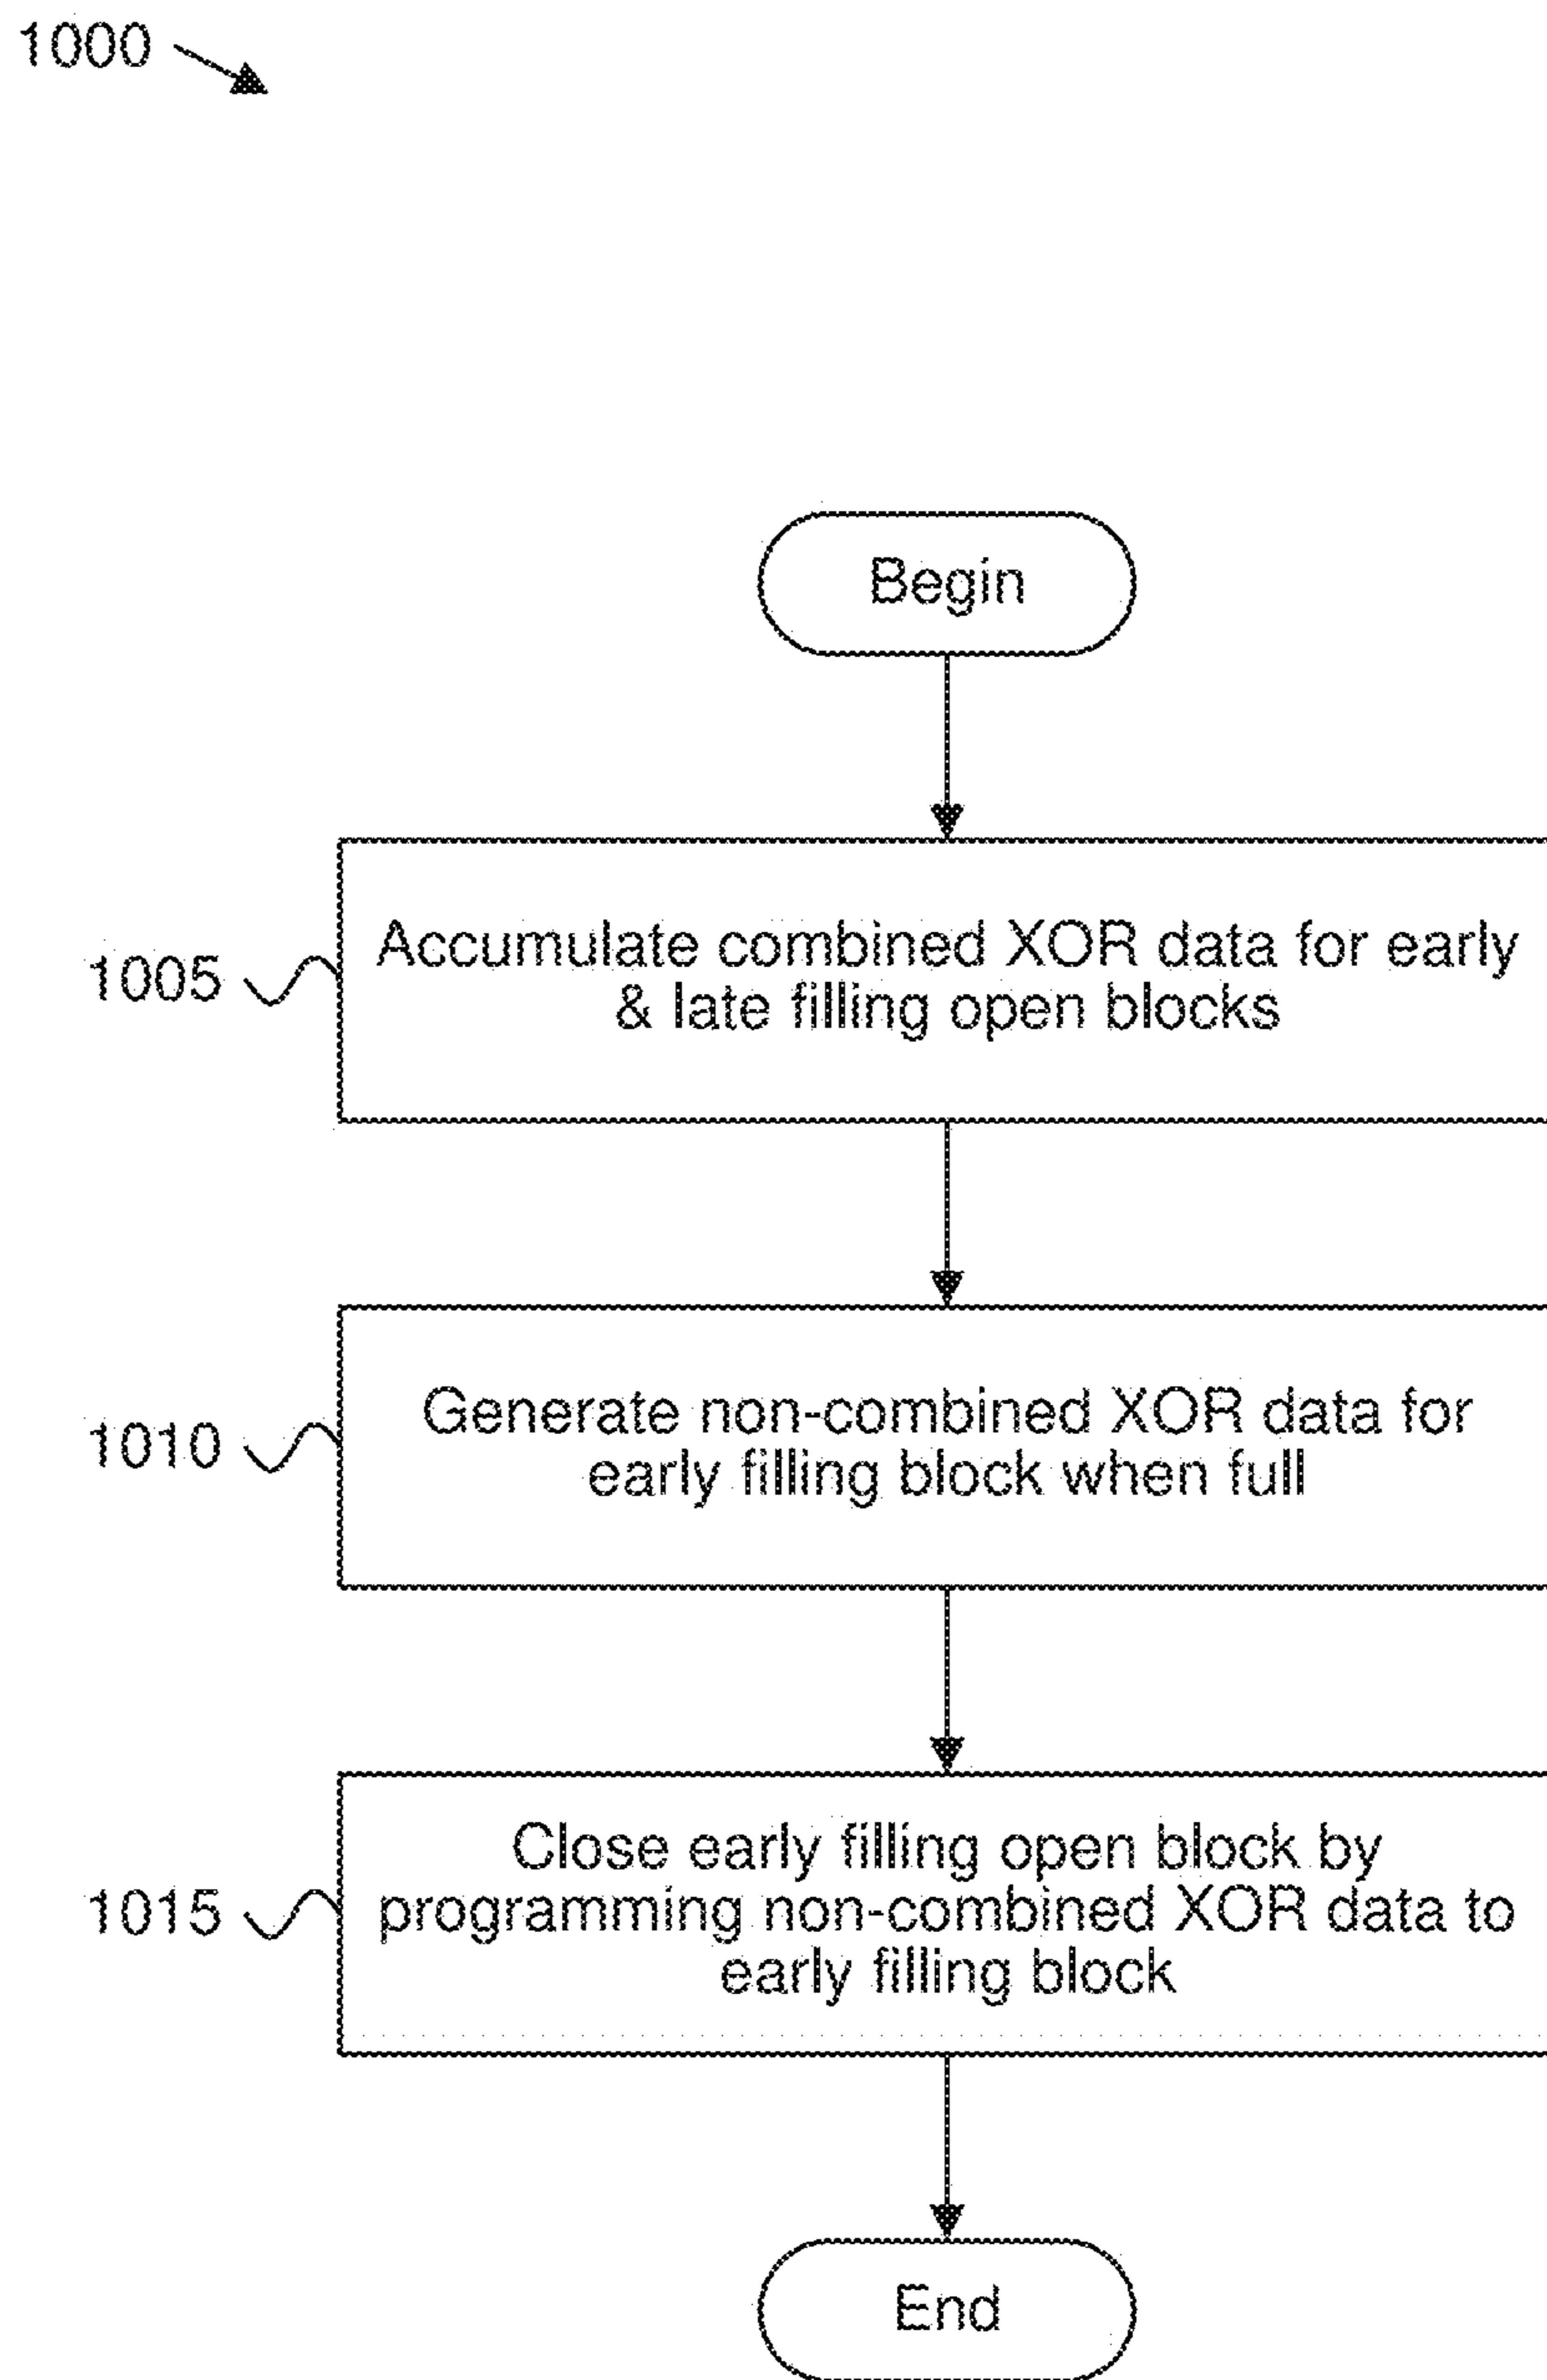 1000
Begin
1005
Accumulate combined XOR data for early
& late filling open blocks
1010
Generate non-combined XOR data for
early filling block when full
1015
Close early filling open block by
programming non-combined XOR data to
early filling block
End